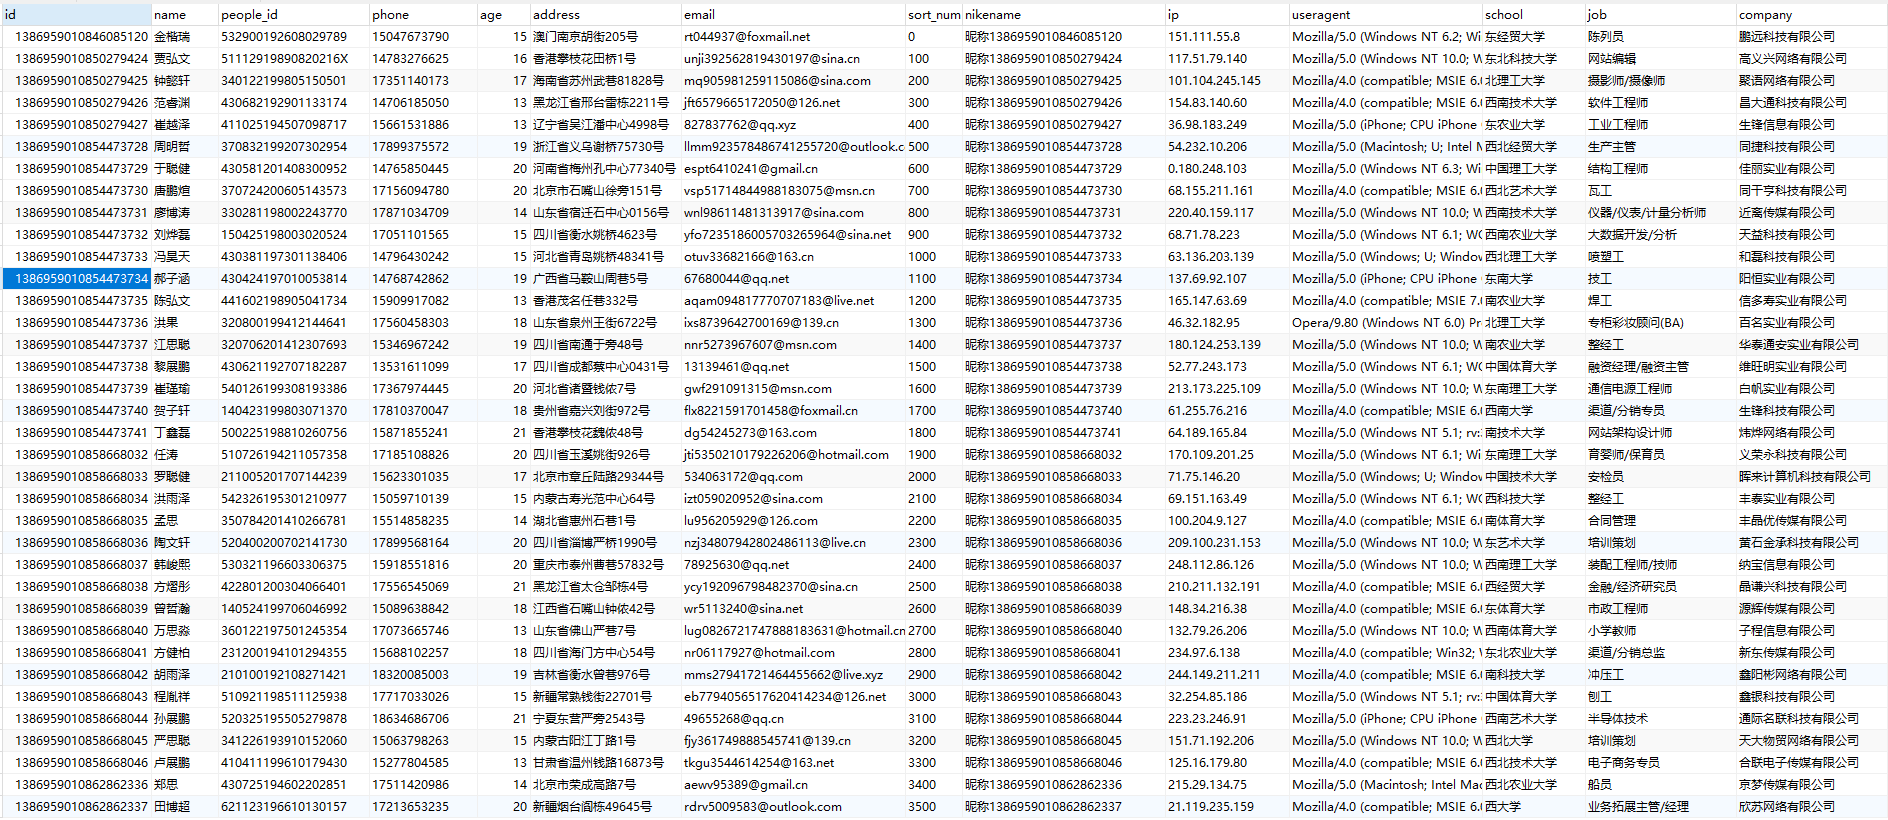 id name people_id phone age address email sort_num nikename ip useragent school job company
1386959010846085120 金楷瑞 532900192608029789 15047673790 15 澳门南京胡街205号 rt044937@foxmail.net 0 昵称1386959010846085120 151.111.55.8 Mozilla/5.0 (Windows NT 6.2; Wi 东经贸大学 陈列员 鹏远科技有限公司
1386959010850279424 贾弘文 51112919890820216X 14783276625 16 香港攀枝花田桥1号 unji392562819430197@sina.cn 100 昵称1386959010850279424 117.51.79.140 Mozilla/5.0 (Windows NT 10.0; W 东北科技大学 网站编辑 高义兴网络有限公司
1386959010850279425 钟懿轩 340122199805150501 17351140173 17 海南省苏州武巷81828号 mq905981259115086@sina.com 200 昵称1386959010850279425 101.104.245.145 Mozilla/4.0 (compatible; MSIE 6.0 北理工大学 摄影师/摄像师 聚语网络有限公司
1386959010850279426 范睿渊 430682192901133174 14706185050 13 黑龙江省邢台雷栋2211号 jft6579665172050@126.net 300 昵称1386959010850279426 154.83.140.60 Mozilla/4.0 (compatible; MSIE 6.0 西南技术大学 软件工程师 昌大通科技有限公司
1386959010850279427 崔越泽 411025194507098717 15661531886 13 辽宁省吴江潘中心4998号 827837762@qq.xyz 400 昵称1386959010850279427 36.98.183.249 Mozilla/5.0 (iPhone; CPU iPhone 东农业大学 工业工程师 生锋信息有限公司
1386959010854473728 周明哲 370832199207302954 17899375572 19 浙江省义乌谢桥75730号 llmm923578486741255720@outlook.c 500 昵称1386959010854473728 54.232.10.206 Mozilla/5.0 (Macintosh; U; Intel M 西北经贸大学 生产主管 同捷科技有限公司
1386959010854473729 于聪健 430581201408300952 14765850445 20 河南省梅州孔中心77340号 espt6410241@gmail.cn 600 昵称1386959010854473729 0.180.248.103 Mozilla/5.0 (Windows NT 6.3; Wi 中国理工大学 结构工程师 佳丽实业有限公司
1386959010854473730 唐鹏煊 370724200605143573 17156094780 20 北京市石嘴山徐旁151号 vsp51714844988183075@msn.cn 700 昵称1386959010854473730 68.155.211.161 Mozilla/4.0 (compatible; MSIE 6.0 西北艺术大学 瓦工 同干亨科技有限公司
1386959010854473731 廖博涛 330281198002243770 17871034709 14 山东省宿迁石中心0156号 wnl98611481313917@sina.com 800 昵称1386959010854473731 220.40.159.117 Mozilla/5.0 (Windows NT 10.0; W 西南技术大学 仪器/仪表/计量分析师 近离传媒有限公司
1386959010854473732 刘烨磊 150425198003020524 17051101565 15 四川省衡水姚桥4623号 yfo7235186005703265964@sina.net 900 昵称1386959010854473732 68.71.78.223 Mozilla/5.0 (Windows NT 6.1; WO 西南农业大学 大数据开发/分析 天益科技有限公司
1386959010854473733 冯昊天 430381197301138406 14796430242 15 河北省青岛姚桥48341号 otuv33682166@163.cn 1000 昵称1386959010854473733 63.136.203.139 Mozilla/5.0 (Windows; U; Window 西北理工大学 喷塑工 和磊科技有限公司
1386959010854473734 郝子涵 430424197010053814 14768742862 19 广西省马鞍山周巷5号 67680044@qq.net 1100 昵称1386959010854473734 137.69.92.107 Mozilla/5.0 (iPhone; CPU iPhone 东南大学 技工 阳恒实业有限公司
1386959010854473735 陈弘文 441602198905041734 15909917082 13 香港茂名任巷332号 aqam094817770707183@live.net 1200 昵称1386959010854473735 165.147.63.69 Mozilla/4.0 (compatible; MSIE 7.0 南农业大学 焊工 信多寿实业有限公司
1386959010854473736 洪果 320800199412144641 17560458303 18 山东省泉州王街6722号 ixs8739642700169@139.cn 1300 昵称1386959010854473736 46.32.182.95 Opera/9.80 (Windows NT 6.0) Pr 北理工大学 专柜彩妆顾问(BA) 百名实业有限公司
1386959010854473737 江思聪 320706201412307693 15346967242 19 四川省南通于旁48号 nnr5273967607@msn.com 1400 昵称1386959010854473737 180.124.253.139 Mozilla/5.0 (Windows NT 10.0; W 南农业大学 整经工 华泰通安实业有限公司
1386959010854473738 黎展鹏 430621192707182287 13531611099 17 四川省成都蔡中心0431号 13139461@qq.net 1500 昵称1386959010854473738 52.77.243.173 Mozilla/5.0 (Windows NT 6.1; WO 中国体育大学 融资经理/融资主管 维旺明实业有限公司
1386959010854473739 崔瑾瑜 540126199308193386 17367974445 20 河北省诸暨钱侬7号 gwf291091315@msn.com 1600 昵称1386959010854473739 213.173.225.109 Mozilla/5.0 (Windows NT 10.0; W 东南理工大学 通信电源工程师 白帆实业有限公司
1386959010854473740 贺子轩 140423199803071370 17810370047 18 贵州省嘉兴刘街972号 flx8221591701458@foxmail.cn 1700 昵称1386959010854473740 61.255.76.216 Mozilla/4.0 (compatible; MSIE 6.0 西南大学 渠道/分销专员 生锋科技有限公司
1386959010854473741 丁鑫磊 500225198810260756 15871855241 21 香港攀枝花魏侬48号 dg54245273@163.com 1800 昵称1386959010854473741 64.189.165.84 Mozilla/5.0 (Windows NT 5.1; rv: 南技术大学 网站架构设计师 炜烨网络有限公司
1386959010858668032 任涛 510726194211057358 17185108826 20 四川省玉溪姚街926号 jti5350210179226206@hotmail.com 1900 昵称1386959010858668032 170.109.201.25 Mozilla/5.0 (Windows NT 6.1; Wi 东南理工大学 育婴师/保育员 义荣永科技有限公司
1386959010858668033 罗聪健 211005201707144239 15623301035 17 北京市章丘陆路29344号 534063172@qq.com 2000 昵称1386959010858668033 71.75.146.20 Mozilla/5.0 (Windows; U; Window 中国技术大学 安检员 晖来计算机科技有限公司
1386959010858668034 洪雨泽 542326195301210977 15059710139 15 内蒙古寿光范中心64号 izt059020952@sina.com 2100 昵称1386959010858668034 69.151.163.49 Mozilla/5.0 (Windows NT 6.1; WO 西科技大学 整经工 丰泰实业有限公司
1386959010858668035 孟思 350784201410266781 15514858235 14 湖北省惠州石巷1号 lu956205929@126.com 2200 昵称1386959010858668035 100.204.9.127 Mozilla/4.0 (compatible; MSIE 6.0 南体育大学 合同管理 丰晶优传媒有限公司
1386959010858668036 陶文轩 520400200702141730 17899568164 20 四川省淄博严桥1990号 nzj34807942802486113@live.cn 2300 昵称1386959010858668036 209.100.231.153 Mozilla/5.0 (Windows NT 10.0; W 东艺术大学 培训策划 黄石金承科技有限公司
1386959010858668037 韩峻熙 530321196603306375 15918551816 20 重庆市泰州曹巷57832号 78925630@qq.net 2400 昵称1386959010858668037 248.112.86.126 Mozilla/5.0 (Windows NT 10.0; W 西南理工大学 装配工程师/技师 纳宝信息有限公司
1386959010858668038 方熠彤 422801200304066401 17556545069 21 黑龙江省太仓邹栋4号 ycy192096798482370@sina.cn 2500 昵称1386959010858668038 210.211.132.191 Mozilla/4.0 (compatible; MSIE 6.0 西经贸大学 金融/经济研究员 晶谦兴科技有限公司
1386959010858668039 曾哲瀚 140524199706046992 15089638842 18 江西省石嘴山钟侬42号 wr5113240@sina.net 2600 昵称1386959010858668039 148.34.216.38 Mozilla/4.0 (compatible; MSIE 6.0 东体育大学 市政工程师 源辉传媒有限公司
1386959010858668040 万思淼 360122197501245354 17073665746 13 山东省佛山严巷7号 lug0826721747888183631@hotmail.cn 2700 昵称1386959010858668040 132.79.26.206 Mozilla/5.0 (Windows NT 10.0; W 西南体育大学 小学教师 子程信息有限公司
1386959010858668041 方健柏 231200194101294355 15688102257 18 四川省海门方中心54号 nr06117927@hotmail.com 2800 昵称1386959010858668041 234.97.6.138 Mozilla/4.0 (compatible; Win32; V 东北农业大学 渠道/分销总监 新东传媒有限公司
1386959010858668042 胡雨泽 210100192108271421 18320085003 19 吉林省衡水曾巷976号 mms27941721464455662@live.xyz 2900 昵称1386959010858668042 244.149.211.211 Mozilla/4.0 (compatible; MSIE 6.0 南科技大学 冲压工 鑫阳彬网络有限公司
1386959010858668043 程胤祥 510921198511125938 17717033026 15 新疆常熟钱街22701号 eb7794056517620414234@126.net 3000 昵称1386959010858668043 32.254.85.186 Mozilla/5.0 (Windows NT 5.1; rv: 中国体育大学 刨工 鑫银科技有限公司
1386959010858668044 孙展鹏 520325195505279878 18634686706 21 宁夏东营严旁2543号 49655268@qq.cn 3100 昵称1386959010858668044 223.23.246.91 Mozilla/5.0 (iPhone; CPU iPhone 西南艺术大学 半导体技术 通际名联科技有限公司
1386959010858668045 严思聪 341226193910152060 15063798263 15 内蒙古阳江丁路1号 fjy361749888545741@139.cn 3200 昵称1386959010858668045 151.71.192.206 Mozilla/5.0 (Windows NT 10.0; W 西北大学 培训策划 天大物贸网络有限公司
1386959010858668046 卢展鹏 410411199610179430 15277804585 13 甘肃省温州钱路16873号 tkgu3544614254@163.net 3300 昵称1386959010858668046 125.16.179.80 Mozilla/4.0 (compatible; MSIE 6.0 西北技术大学 电子商务专员 合联电子传媒有限公司
1386959010862862336 郑思 430725194602202851 17511420986 14 北京市荣成高路7号 aewv95389@gmail.cn 3400 昵称1386959010862862336 215.29.134.75 Mozilla/5.0 (Macintosh; Intel Mac 西北农业大学 船员 京梦传媒有限公司
1386959010862862337 田博超 621123196610130157 17213653235 20 新疆烟台阎栋49645号 rdrv5009583@outlook.com 3500 昵称1386959010862862337 21.119.235.159 Mozilla/4.0 (compatible; MSIE 6.0 西大学 业务拓展主管/经理 欣苏网络有限公司